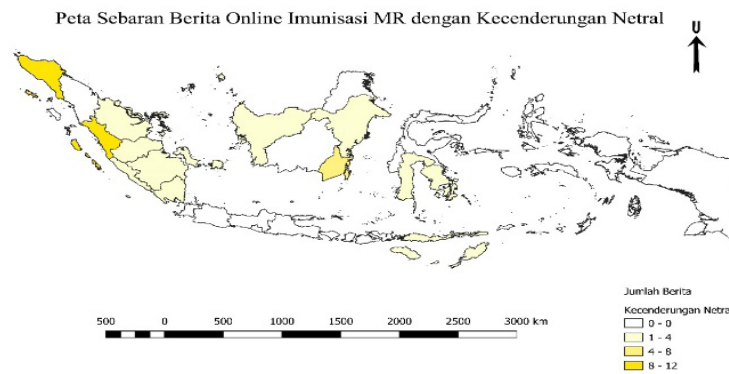 Peta Sebaran Berita Online Imunisasi MR dengan Kecenderungan Netral
U
500 0 500 1000 1500 2000 2500 3000 km
Jumlah Berita
Kecenderungan Netra
0 - 0
1 - 4
4 - 8
8 - 12